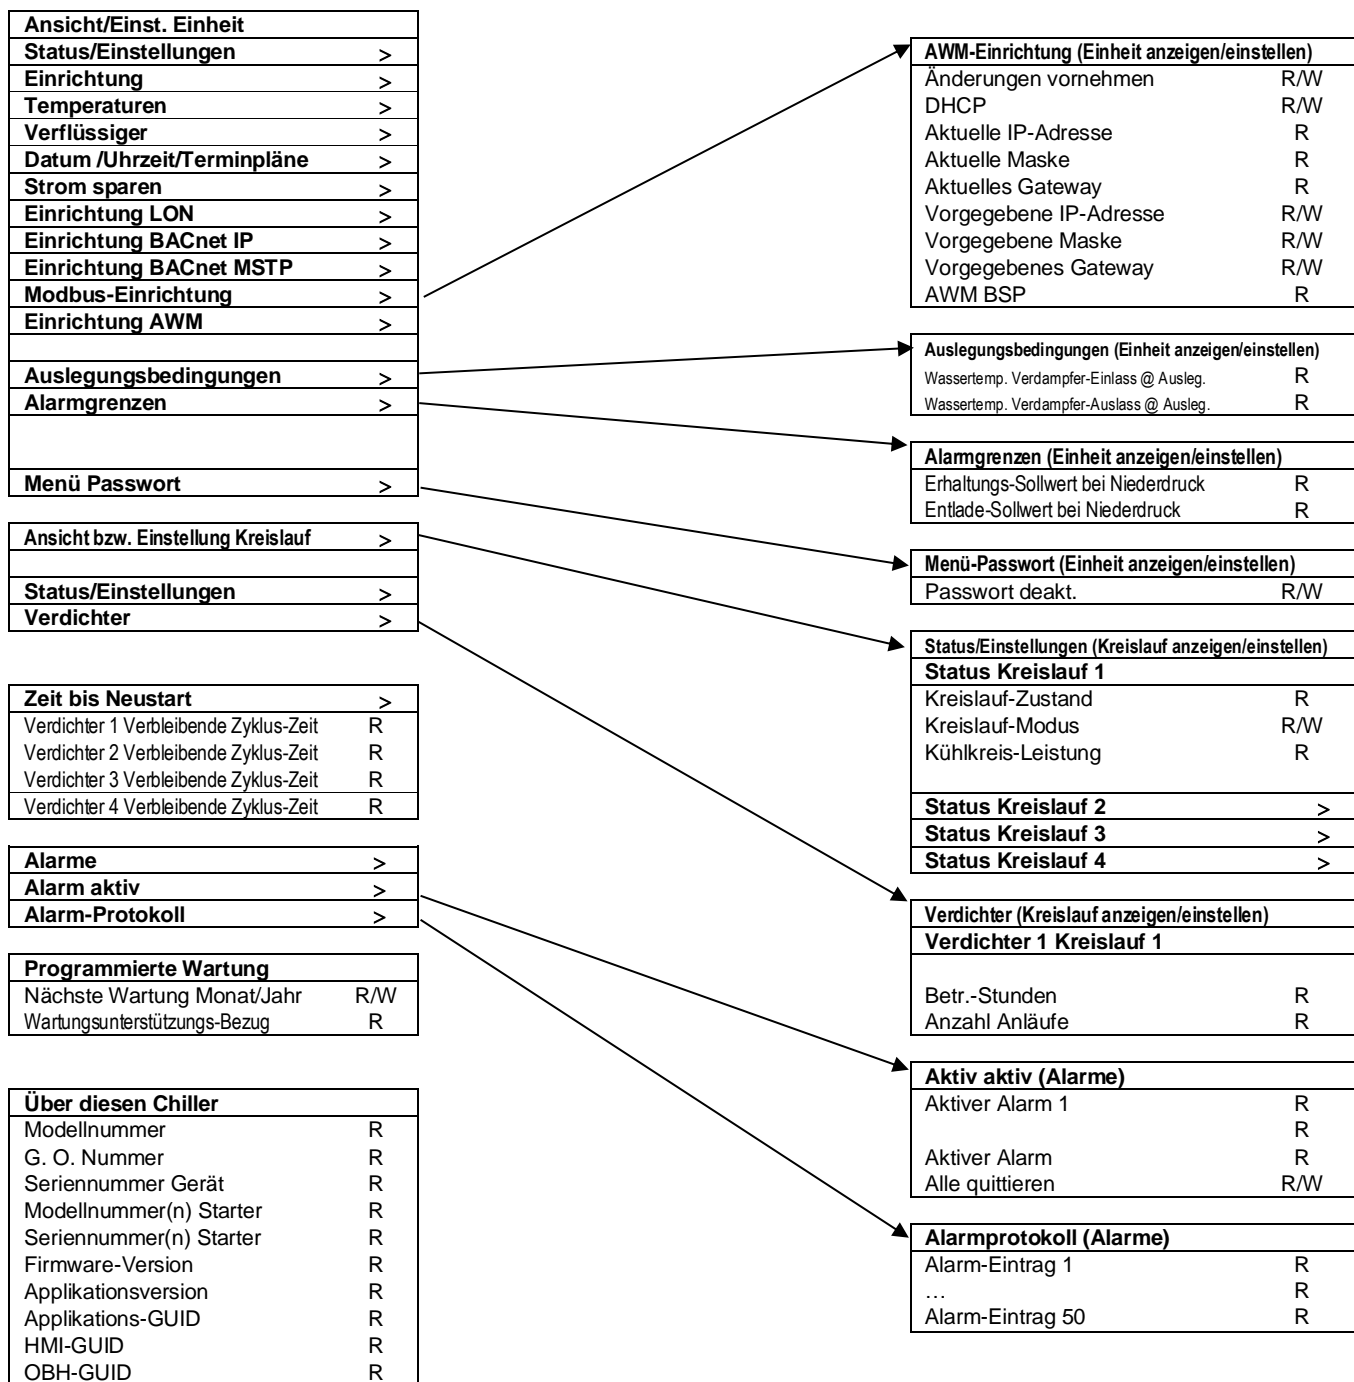 Ansicht/Einst. Einheit
Status/Einstellungen >
Einrichtung >
Temperaturen >
Verflüssiger >
Datum /Uhrzeit/Terminpläne >
Strom sparen >
Einrichtung LON >
Einrichtung BACnet IP >
Einrichtung BACnet MSTP >
Modbus-Einrichtung >
Einrichtung AWM >
Auslegungsbedingungen >
Alarmgrenzen >
Menü Passwort >
Ansicht bzw. Einstellung Kreislauf >
Status/Einstellungen >
Verdichter >
Zeit bis Neustart >
Verdichter 1 Verbleibende Zyklus-Zeit R
Verdichter 2 Verbleibende Zyklus-Zeit R
Verdichter 3 Verbleibende Zyklus-Zeit R
Verdichter 4 Verbleibende Zyklus-Zeit R
Alarme >
Alarm aktiv >
Alarm-Protokoll >
Programmierte Wartung
Nächste Wartung Monat/Jahr R/W
Wartungsunterstützungs-Bezug R
Über diesen Chiller
Modellnummer R
G. O. Nummer R
Seriennummer Gerät R
Modellnummer(n) Starter R
Seriennummer(n) Starter R
Firmware-Version R
Applikationsversion R
Applikations-GUID R
HMI-GUID R
OBH-GUID R
AWM-Einrichtung (Einheit anzeigen/einstellen)
Änderungen vornehmen R/W
DHCP R/W
Aktuelle IP-Adresse R
Aktuelle Maske R
Aktuelles Gateway R
Vorgegebene IP-Adresse R/W
Vorgegebene Maske R/W
Vorgegebenes Gateway R/W
AWM BSP R
Auslegungsbedingungen (Einheit anzeigen/einstellen)
Wassertemp. Verdampfer-Einlass @ Ausleg. R
Wassertemp. Verdampfer-Auslass @ Ausleg. R
Alarmgrenzen (Einheit anzeigen/einstellen)
Erhaltungs-Sollwert bei Niederdruck R
Entlade-Sollwert bei Niederdruck R
Menü-Passwort (Einheit anzeigen/einstellen)
Passwort deakt. R/W
Status/Einstellungen (Kreislauf anzeigen/einstellen)
Status Kreislauf 1
Kreislauf-Zustand R
Kreislauf-Modus R/W
Kühlkreis-Leistung R
Status Kreislauf 2 >
Status Kreislauf 3 >
Status Kreislauf 4 >
Verdichter (Kreislauf anzeigen/einstellen)
Verdichter 1 Kreislauf 1
Betr.-Stunden R
Anzahl Anläufe R
Aktiv aktiv (Alarme)
Aktiver Alarm 1 R
R
Aktiver Alarm R
Alle quittieren R/W
Alarmprotokoll (Alarme)
Alarm-Eintrag 1 R
… R
Alarm-Eintrag 50 R